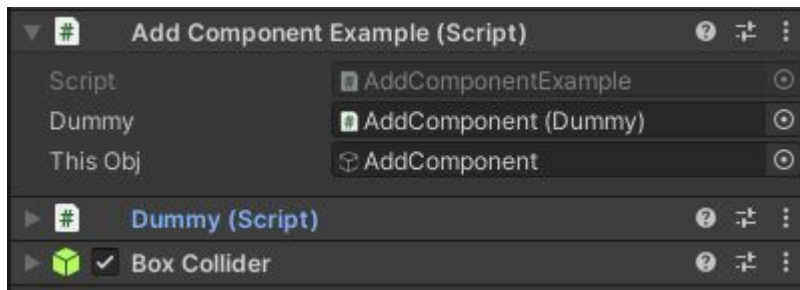 Add Component Example (Script)
Script AddComponentExample
Dummy AddComponent (Dummy)
This Obj AddComponent
Dummy (Script)
Box Collider